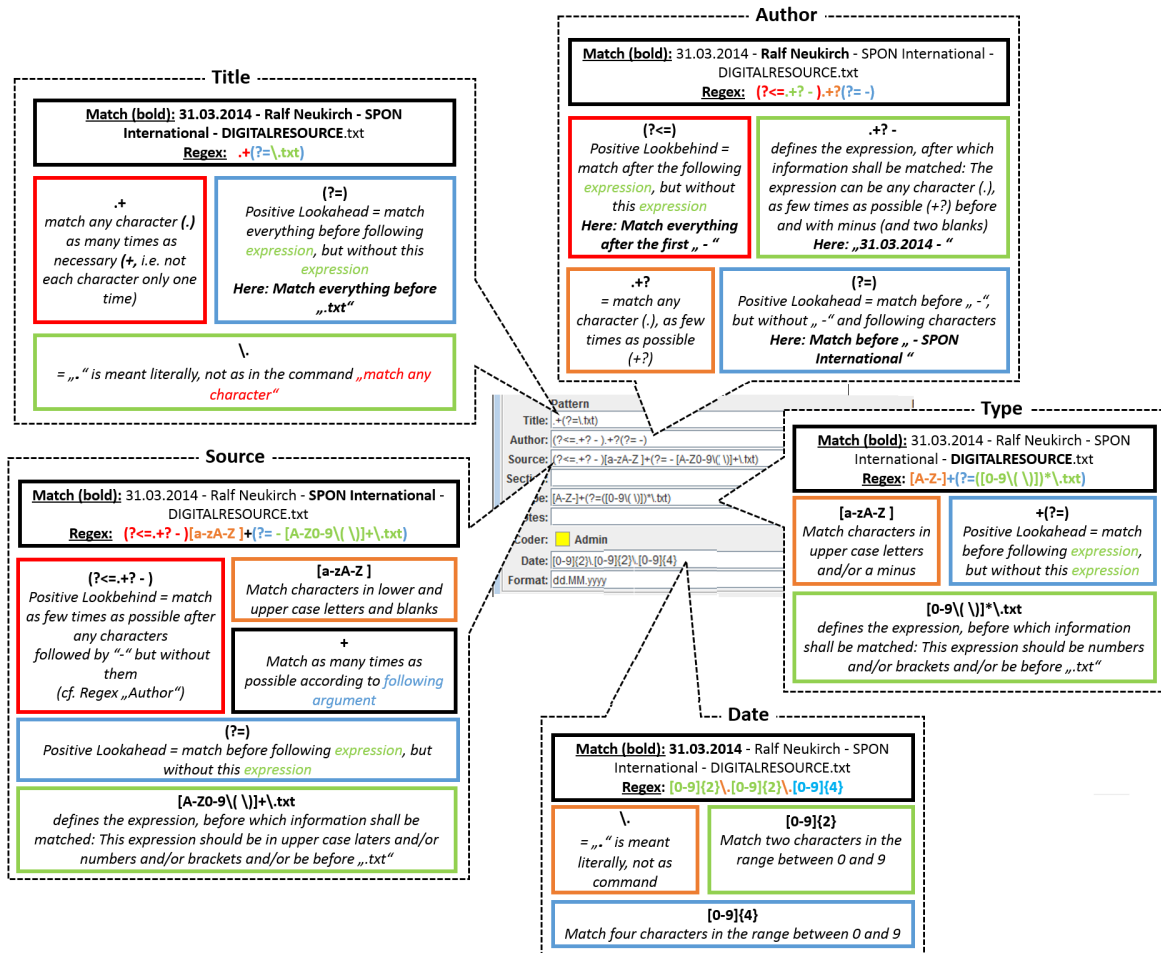 Title
Match (bold): 31.03.2014 - Ralf Neukirch - SPON
International - DIGITALRESOURCE.txt
Regex: .+(?=\.txt)
.+
match any character (.)
as many times as
necessary (+, i.e. not
each character only one
time)
(?=)
Positive Lookahead = match
everything before following
expression, but without this
expression
Here: Match everything before
„.txt“
\.
= „.“ is meant literally, not as in the command „match any
character“
Author
Match (bold): 31.03.2014 - Ralf Neukirch - SPON International -
DIGITALRESOURCE.txt
Regex: (?<=.+? - ).+?(?= -)
(?<=)
Positive Lookbehind =
match after the following
expression, but without
this expression
Here: Match everything
after the first „ - “
.+? -
defines the expression, after which
information shall be matched: The
expression can be any character (.),
as few times as possible (+?) before
and with minus (and two blanks)
Here: „31.03.2014 - “
.+?
= match any
character (.), as few
times as possible
(+?)
(?=)
Positive Lookahead = match before „ -“,
but without „ -“ and following characters
Here: Match before „ - SPON
International “
Pattern
Title: .+(?=\.txt)
Author: (?<=.+? - ).+?(?= -)
Source: (?<=.+? - )[a-zA-Z ]+(?= - [A-Z0-9\( \)]+\.txt)
Secti
e: [A-Z-]+(?=([0-9\( \)])*\.txt)
otes:
Coder: Admin
Date: [0-9]{2}\.[0-9]{2}\.[0-9]{4}
Format: dd.MM.yyyy
Source
Match (bold): 31.03.2014 - Ralf Neukirch - SPON International -
DIGITALRESOURCE.txt
Regex: (?<=.+? - )[a-zA-Z ]+(?= - [A-Z0-9\( \)]+\.txt)
(?<=.+? - )
Positive Lookbehind = match
as few times as possible after
any characters
followed by “-“ but without
them
(cf. Regex „Author“)
[a-zA-Z ]
Match characters in lower and
upper case letters and blanks
+
Match as many times as
possible according to following
argument
(?=)
Positive Lookahead = match before following expression, but
without this expression
[A-Z0-9\( \)]+\.txt
defines the expression, before which information shall be
matched: This expression should be in upper case laters and/or
numbers and/or brackets and/or be before „.txt“
Type
Match (bold): 31.03.2014 - Ralf Neukirch - SPON
International - DIGITALRESOURCE.txt
Regex: [A-Z-]+(?=([0-9\( \)])*\.txt)
[a-zA-Z ]
Match characters in
upper case letters
and/or a minus
+(?=)
Positive Lookahead = match
before following expression,
but without this expression
[0-9\( \)]*\.txt
defines the expression, before which information
shall be matched: This expression should be numbers
and/or brackets and/or be before „.txt“
Date
Match (bold): 31.03.2014 - Ralf Neukirch - SPON
International - DIGITALRESOURCE.txt
Regex: [0-9]{2}\.[0-9]{2}\.[0-9]{4}
\.
= „.“ is meant
literally, not as
command
[0-9]{2}
Match two characters in the
range between 0 and 9
[0-9]{4}
Match four characters in the range between 0 and 9